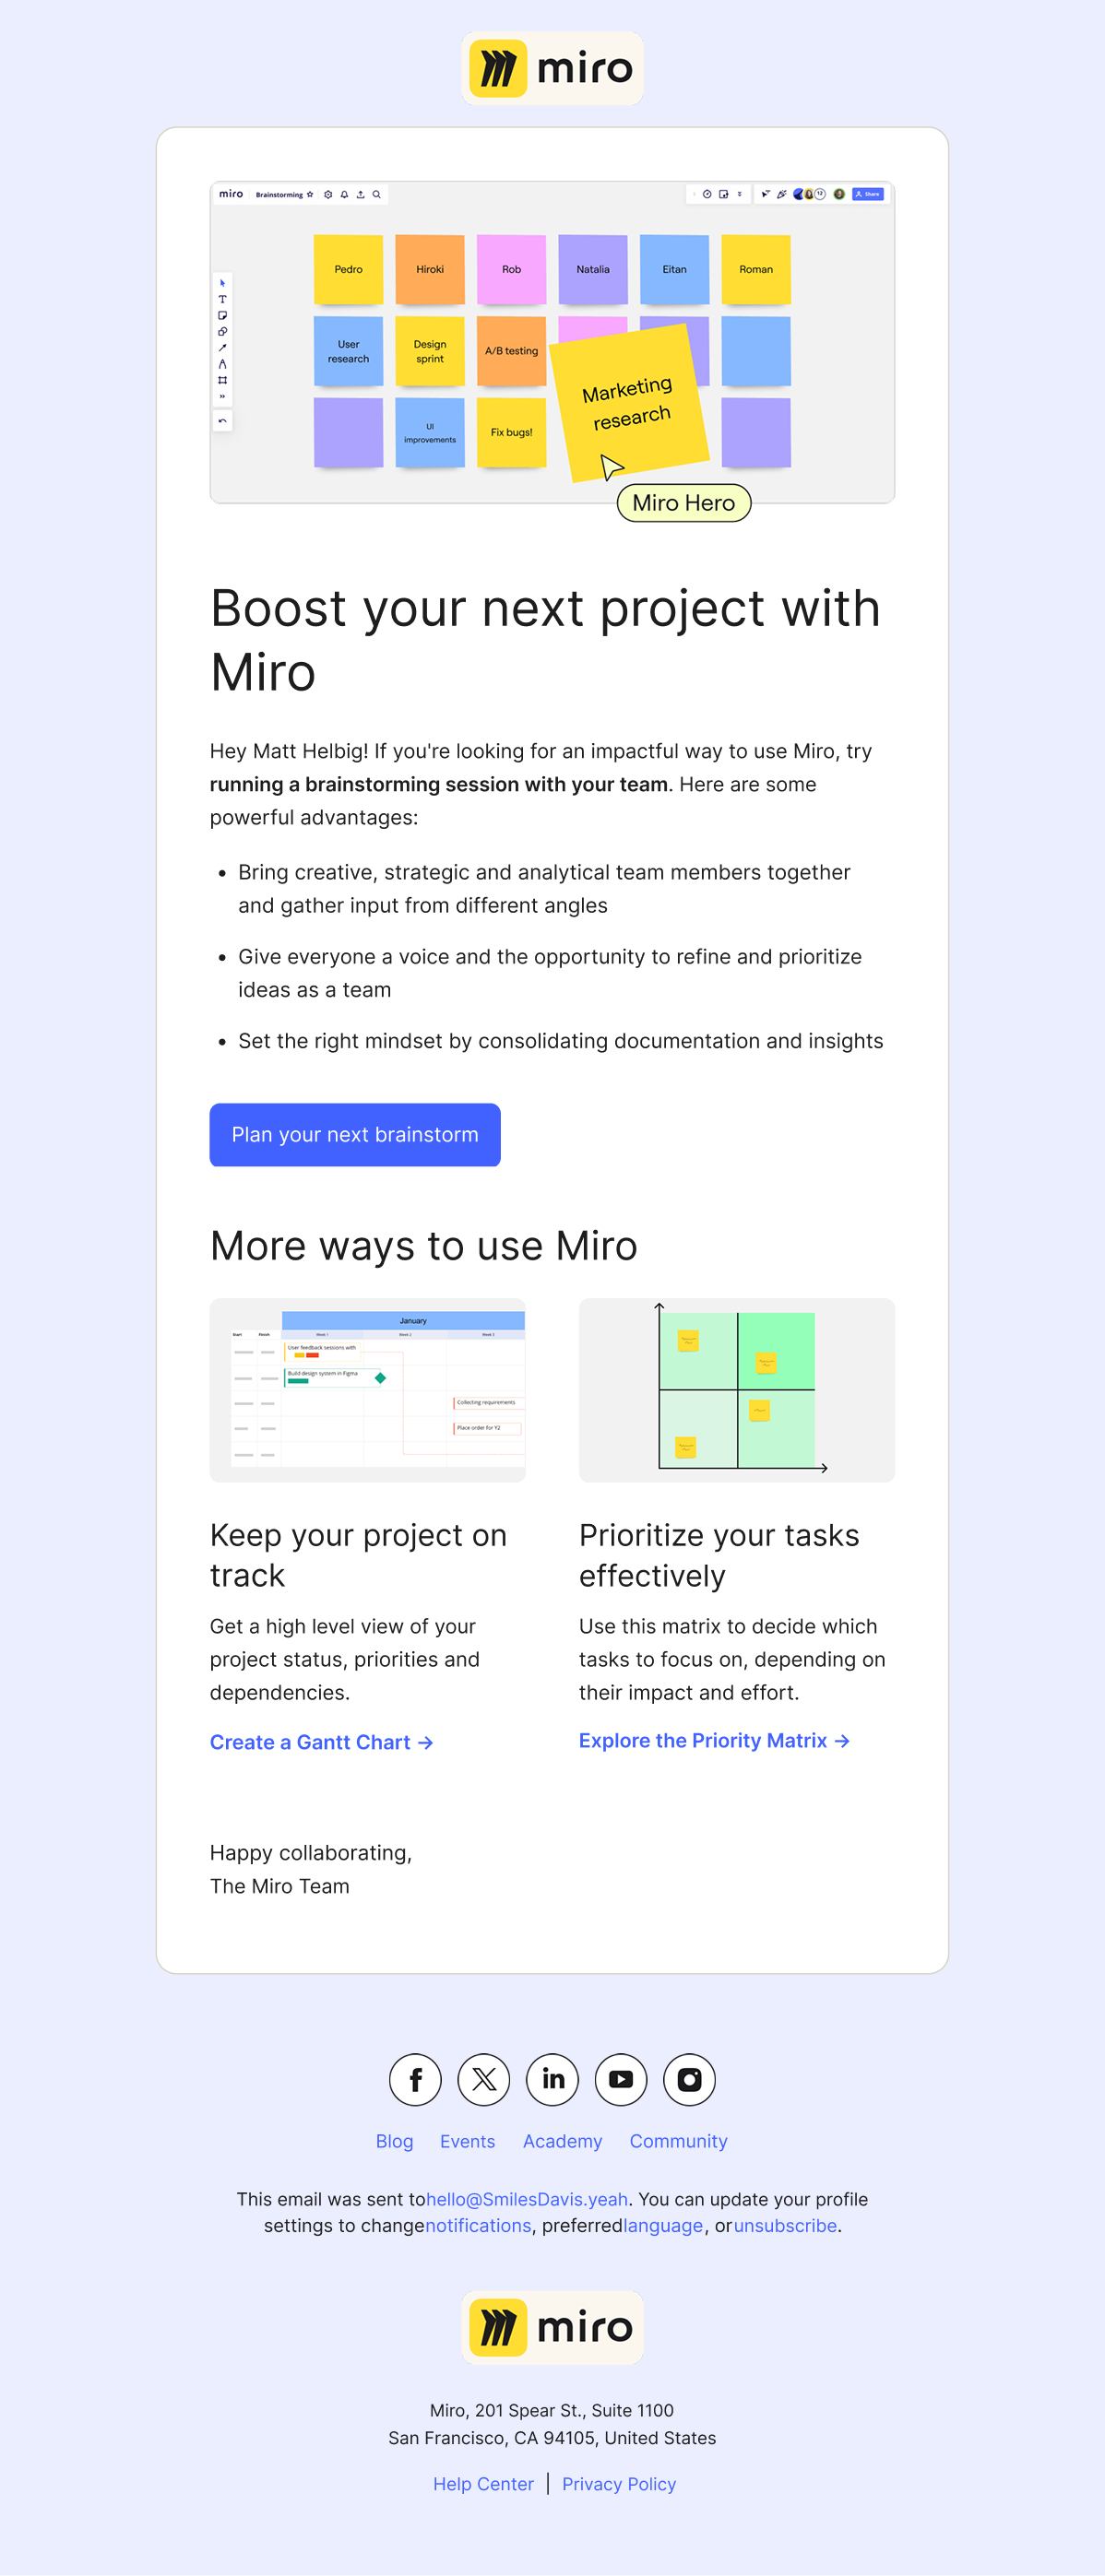 miro
miro Brainstorming 12 Share
Pedro Hiroki Rob Natalia Eitan Roman
User research
Design sprint
A/B testing
Marketing research
UI improvements
Fix bugs!
Miro Hero
Boost your next project with
Miro
Hey Matt Helbig! If you're looking for an impactful way to use Miro, try
running a brainstorming session with your team. Here are some
powerful advantages:
• Bring creative, strategic and analytical team members together
and gather input from different angles
• Give everyone a voice and the opportunity to refine and prioritize
ideas as a team
• Set the right mindset by consolidating documentation and insights
Plan your next brainstorm
More ways to use Miro
January
Start Finish Week 1 Week 2 Week 3
User feedback sessions with
Build design system in Figma
Collecting requirements
Place order for Y2
Keep your project on
track
Get a high level view of your
project status, priorities and
dependencies.
Create a Gantt Chart →
Prioritize your tasks
effectively
Use this matrix to decide which
tasks to focus on, depending on
their impact and effort.
Explore the Priority Matrix →
Happy collaborating,
The Miro Team
Blog Events Academy Community
This email was sent tohello@SmilesDavis.yeah. You can update your profile
settings to changenotifications, preferredlanguage, orunsubscribe.
miro
Miro, 201 Spear St., Suite 1100
San Francisco, CA 94105, United States
Help Center | Privacy Policy